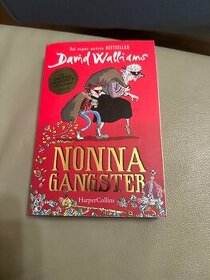 Dal super autore BESTSELLER
David Walliams
NONNA
GANGSTER
HarperCollins